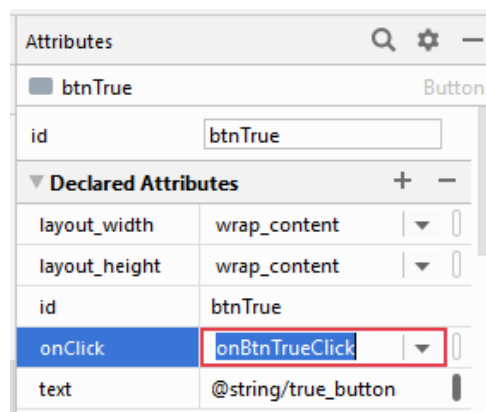 Attributes
btnTrue Button
id btnTrue
Declared Attributes
layout_width wrap_content
layout_height wrap_content
id btnTrue
onClick onBtnTrueClick
text @string/true_button